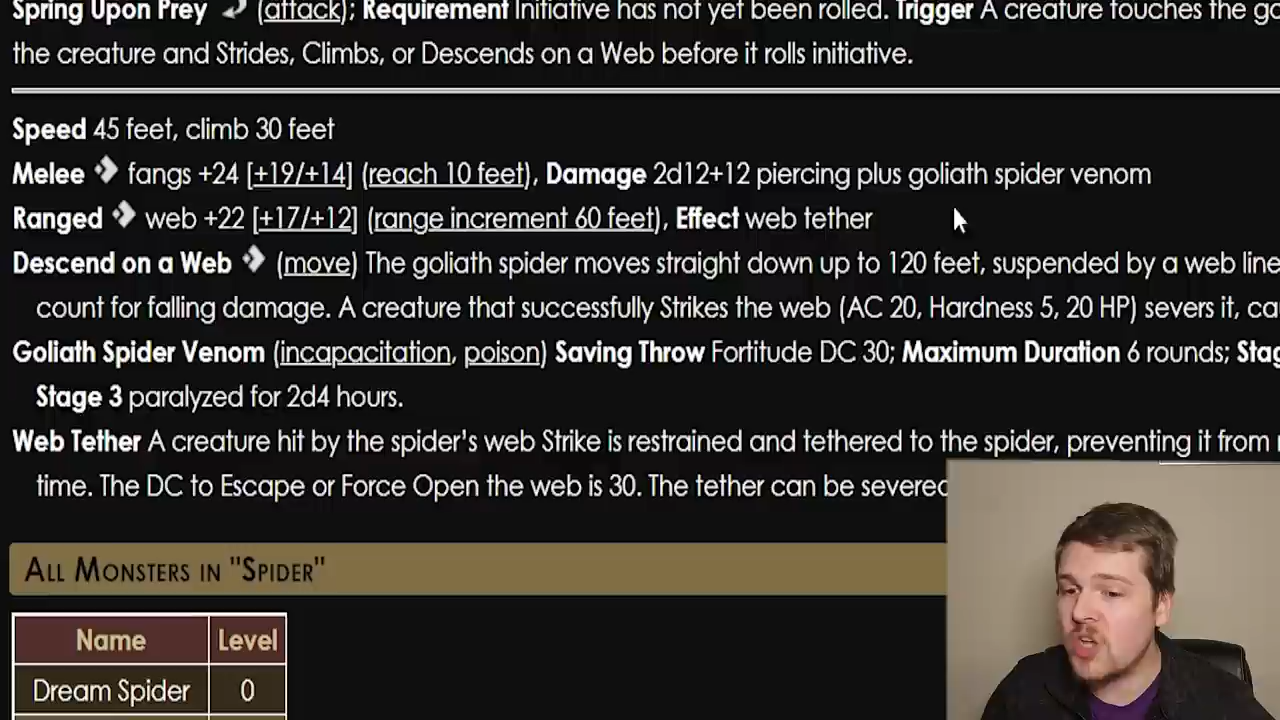 Spring Upon Prey (attack); Requirement Initiative has not yet been rolled. Trigger A creature touches the
the creature and Strides, Climbs, or Descends on a Web before it rolls initiative.
Speed 45 feet, climb 30 feet
Melee fangs +24 [+19/+14] (reach 10 feet), Damage 2d12+12 piercing plus goliath spider venom
Ranged web +22 [+17/+12] (range increment 60 feet), Effect web tether
Descend on a Web (move) The goliath spider moves straight down up to 120 feet, suspended by a web line
count for falling damage. A creature that successfully Strikes the web (AC 20, Hardness 5, 20 HP) severs it,
Goliath Spider Venom (incapacitation, poison) Saving Throw Fortitude DC 30; Maximum Duration 6 rounds;
Stage 3 paralyzed for 2d4 hours.
Web Tether A creature hit by the spider's web Strike is restrained and tethered to the spider, preventing it from
time. The DC to Escape or Force Open the web is 30. The tether can be severed
All Monsters in "Spider"
Name Level
Dream Spider 0